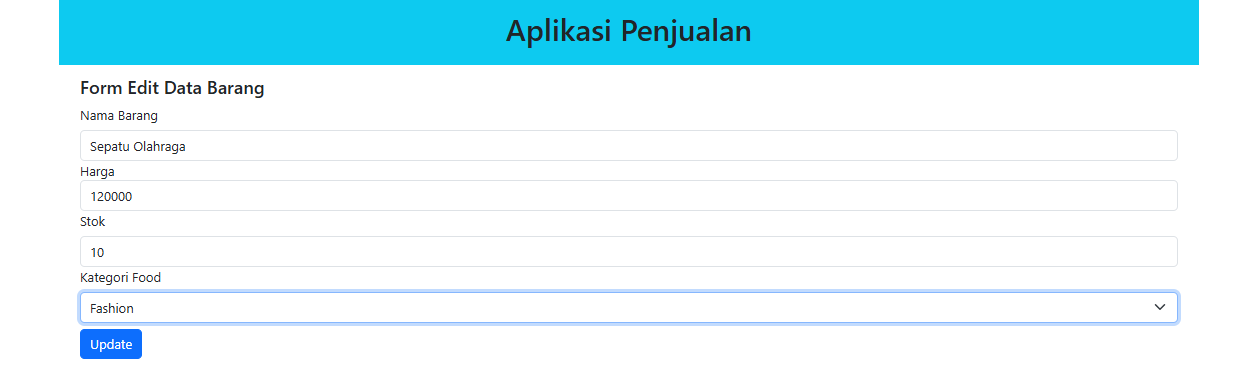 Aplikasi Penjualan
Form Edit Data Barang
Nama Barang
Sepatu Olahraga
Harga
120000
Stok
10
Kategori Food
Fashion
Update